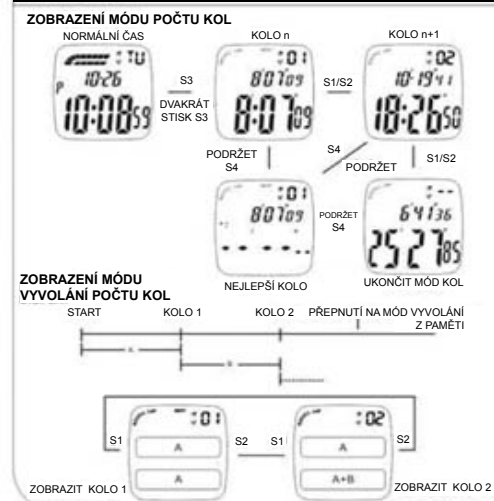 ZOBRAZENÍ MÓDU POČTU KOL
NORMÁLNÍ ČAS
KOLO n
KOLO n+1
:TU
P 10-26
10:08 59
S3
DVAKRÁT
STISK S3
:01
8'07"09
8:07 09
S1/S2
:02
10'19"41
18:26 50
PODRŽET
S4
S4
PODRŽET
S1/S2
:01
8'07"09
PODRŽET
S4
:--
6'41"36
25 27 85
NEJLEPŠÍ KOLO
UKONČIT MÓD KOL
ZOBRAZENÍ MÓDU
VYVOLÁNÍ POČTU KOL
START
KOLO 1
KOLO 2
PŘEPNUTÍ NA MÓD VYVOLÁNÍ
Z PAMĚTI
:01
:02
S1
A
S2
S1
A
S2
A
A+B
ZOBRAZIT KOLO 1
ZOBRAZIT KOLO 2